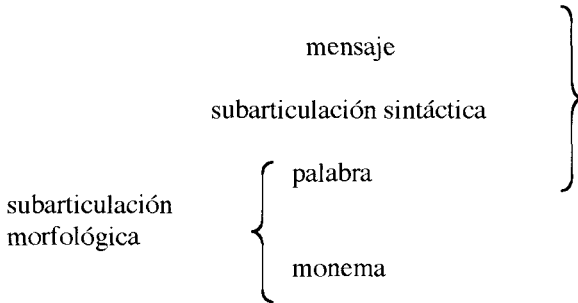 mensaje
subarticulación sintáctica
palabra
subarticulación
morfológica
monema